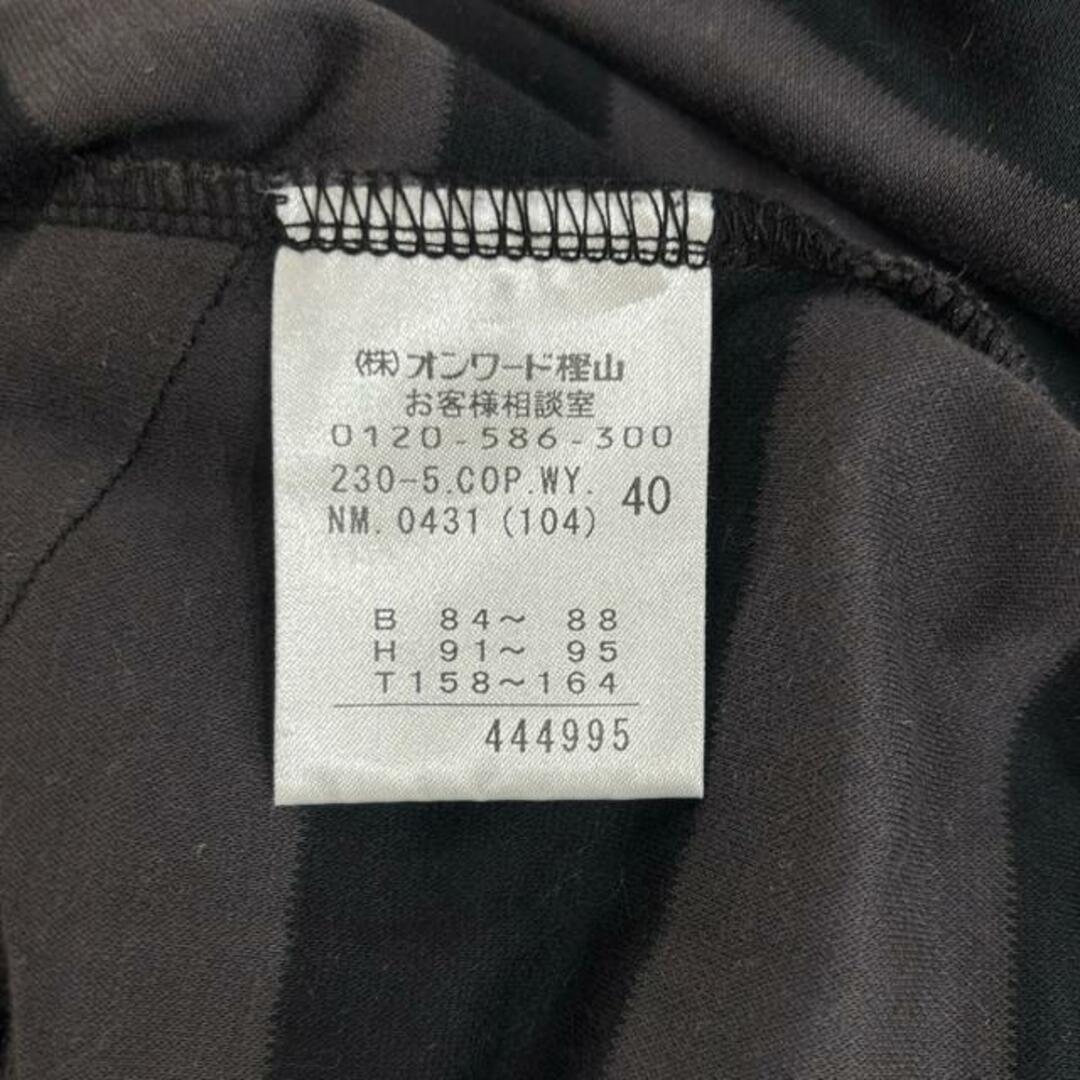 (株)オンワード樫山
お客様相談室
0120-586-300
230-5.COP.WY. 40
NM. 0431 (104)
B 84～ 88
H 91～ 95
T158～164
444995